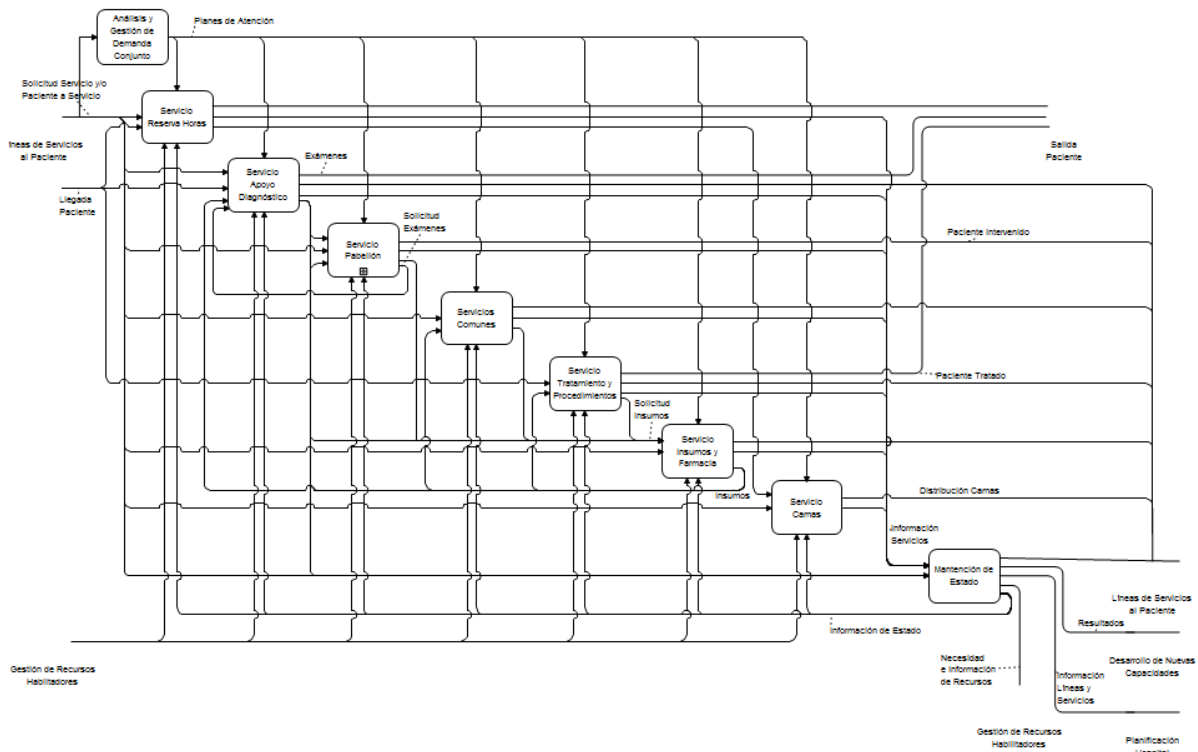 Análisis y
Gestión de
Demanda
Conjunto
Planes de Atención
Solicitud Servicio y/o
Paciente a Servicio
Servicio
Reserva Horas
íneas de Servicios
al Paciente
Salida
Paciente
Exámenes
Servicio
Apoyo
Diagnóstico
Llegada
Paciente
Solicitud
Exámenes
Servicio
Pabellón
Paciente Intervenido
Servicios
Comunes
Servicio
Tratamiento y
Procedimientos
Paciente Tratado
Solicitud
Insumos
Servicio
Insumos y
Farmacia
Insumos
Servicio
Camas
Distribución Camas
Información
Servicios
Mantención de
Estado
Líneas de Servicios
al Paciente
Resultados
Información de Estado
Necesidad
e Información
de Recursos
Desarrollo de Nuevas
Capacidades
Gestión de Recursos
Habilitadores
Información
Líneas y
Servicios
Gestión de Recursos
Habilitadores
Planificación
Hospital